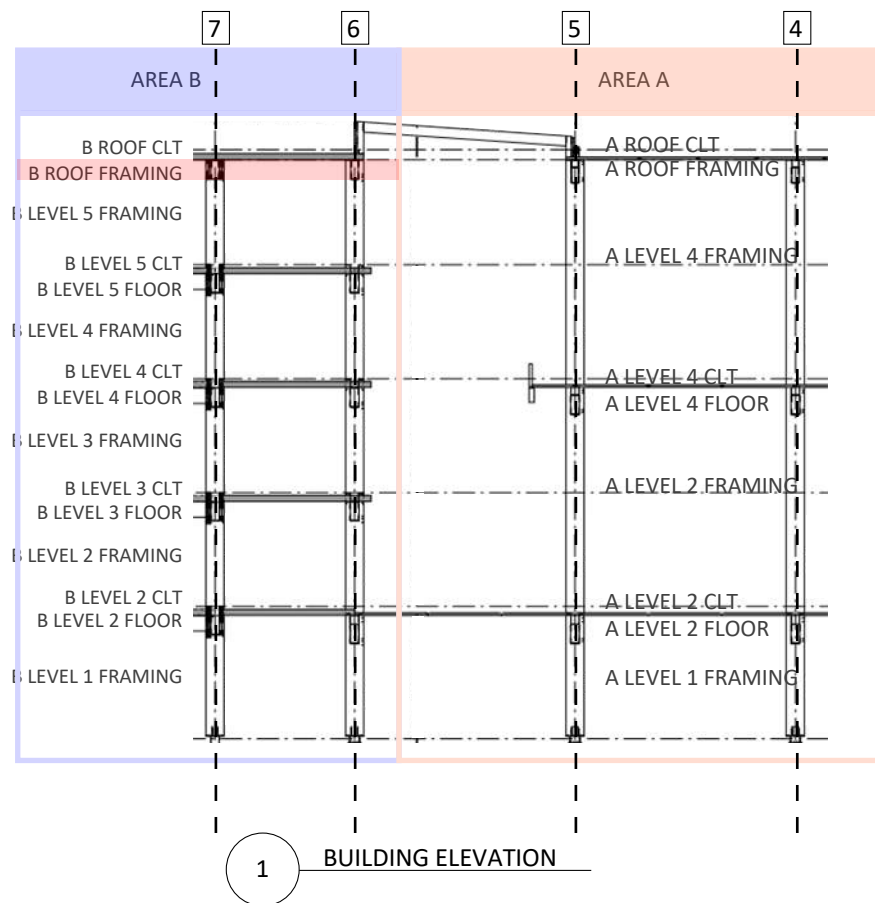 7
6
5
4
AREA B
AREA A
B ROOF CLT
A ROOF CLT
B ROOF FRAMING
A ROOF FRAMING
B LEVEL 5 FRAMING
B LEVEL 5 CLT
A LEVEL 4 FRAMING
B LEVEL 5 FLOOR
B LEVEL 4 FRAMING
B LEVEL 4 CLT
A LEVEL 4 CLT
B LEVEL 4 FLOOR
A LEVEL 4 FLOOR
B LEVEL 3 FRAMING
B LEVEL 3 CLT
A LEVEL 2 FRAMING
B LEVEL 3 FLOOR
B LEVEL 2 FRAMING
B LEVEL 2 CLT
A LEVEL 2 CLT
B LEVEL 2 FLOOR
A LEVEL 2 FLOOR
B LEVEL 1 FRAMING
A LEVEL 1 FRAMING
1
BUILDING ELEVATION